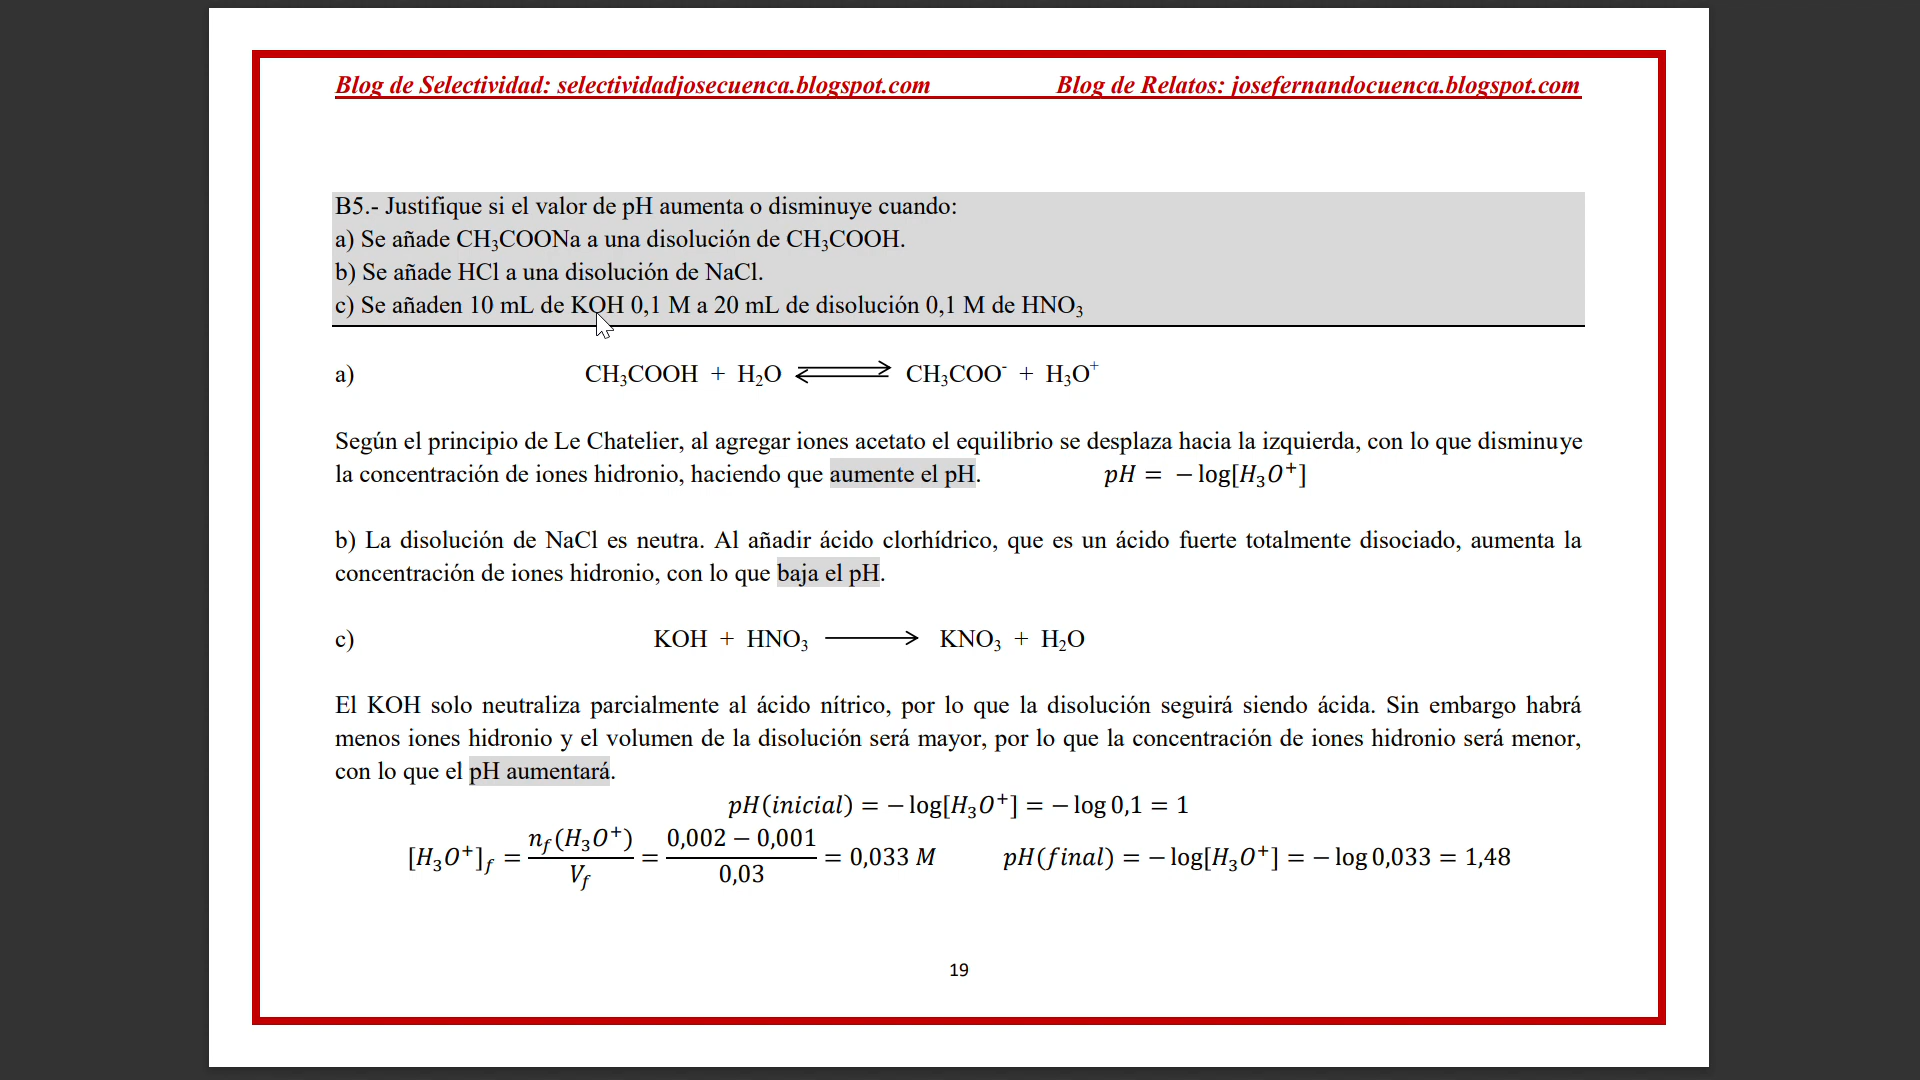 Blog de Selectividad: selectividadjosecuenca.blogspot.com Blog de Relatos: josefernandocuenca.blogspot.com
B5.- Justifique si el valor de pH aumenta o disminuye cuando:
a) Se añade CH₃COONa a una disolución de CH₃COOH.
b) Se añade HCl a una disolución de NaCl.
c) Se añaden 10 mL de KOH 0,1 M a 20 mL de disolución 0,1 M de HNO₃
a) CH₃COOH + H₂O ⇌ CH₃COO⁻ + H₃O⁺
Según el principio de Le Chatelier, al agregar iones acetato el equilibrio se desplaza hacia la izquierda, con lo que disminuye
la concentración de iones hidronio, haciendo que aumente el pH. pH = − log[H₃O⁺]
b) La disolución de NaCl es neutra. Al añadir ácido clorhídrico, que es un ácido fuerte totalmente disociado, aumenta la
concentración de iones hidronio, con lo que baja el pH.
c) KOH + HNO₃ → KNO₃ + H₂O
El KOH solo neutraliza parcialmente al ácido nítrico, por lo que la disolución seguirá siendo ácida. Sin embargo habrá
menos iones hidronio y el volumen de la disolución será mayor, por lo que la concentración de iones hidronio será menor,
con lo que el pH aumentará.
pH(inicial) = − log[H₃O⁺] = − log 0,1 = 1
[H₃O⁺]f = nf(H₃O⁺)/Vf = (0,002 − 0,001)/0,03 = 0,033 M pH(final) = − log[H₃O⁺] = − log 0,033 = 1,48
19